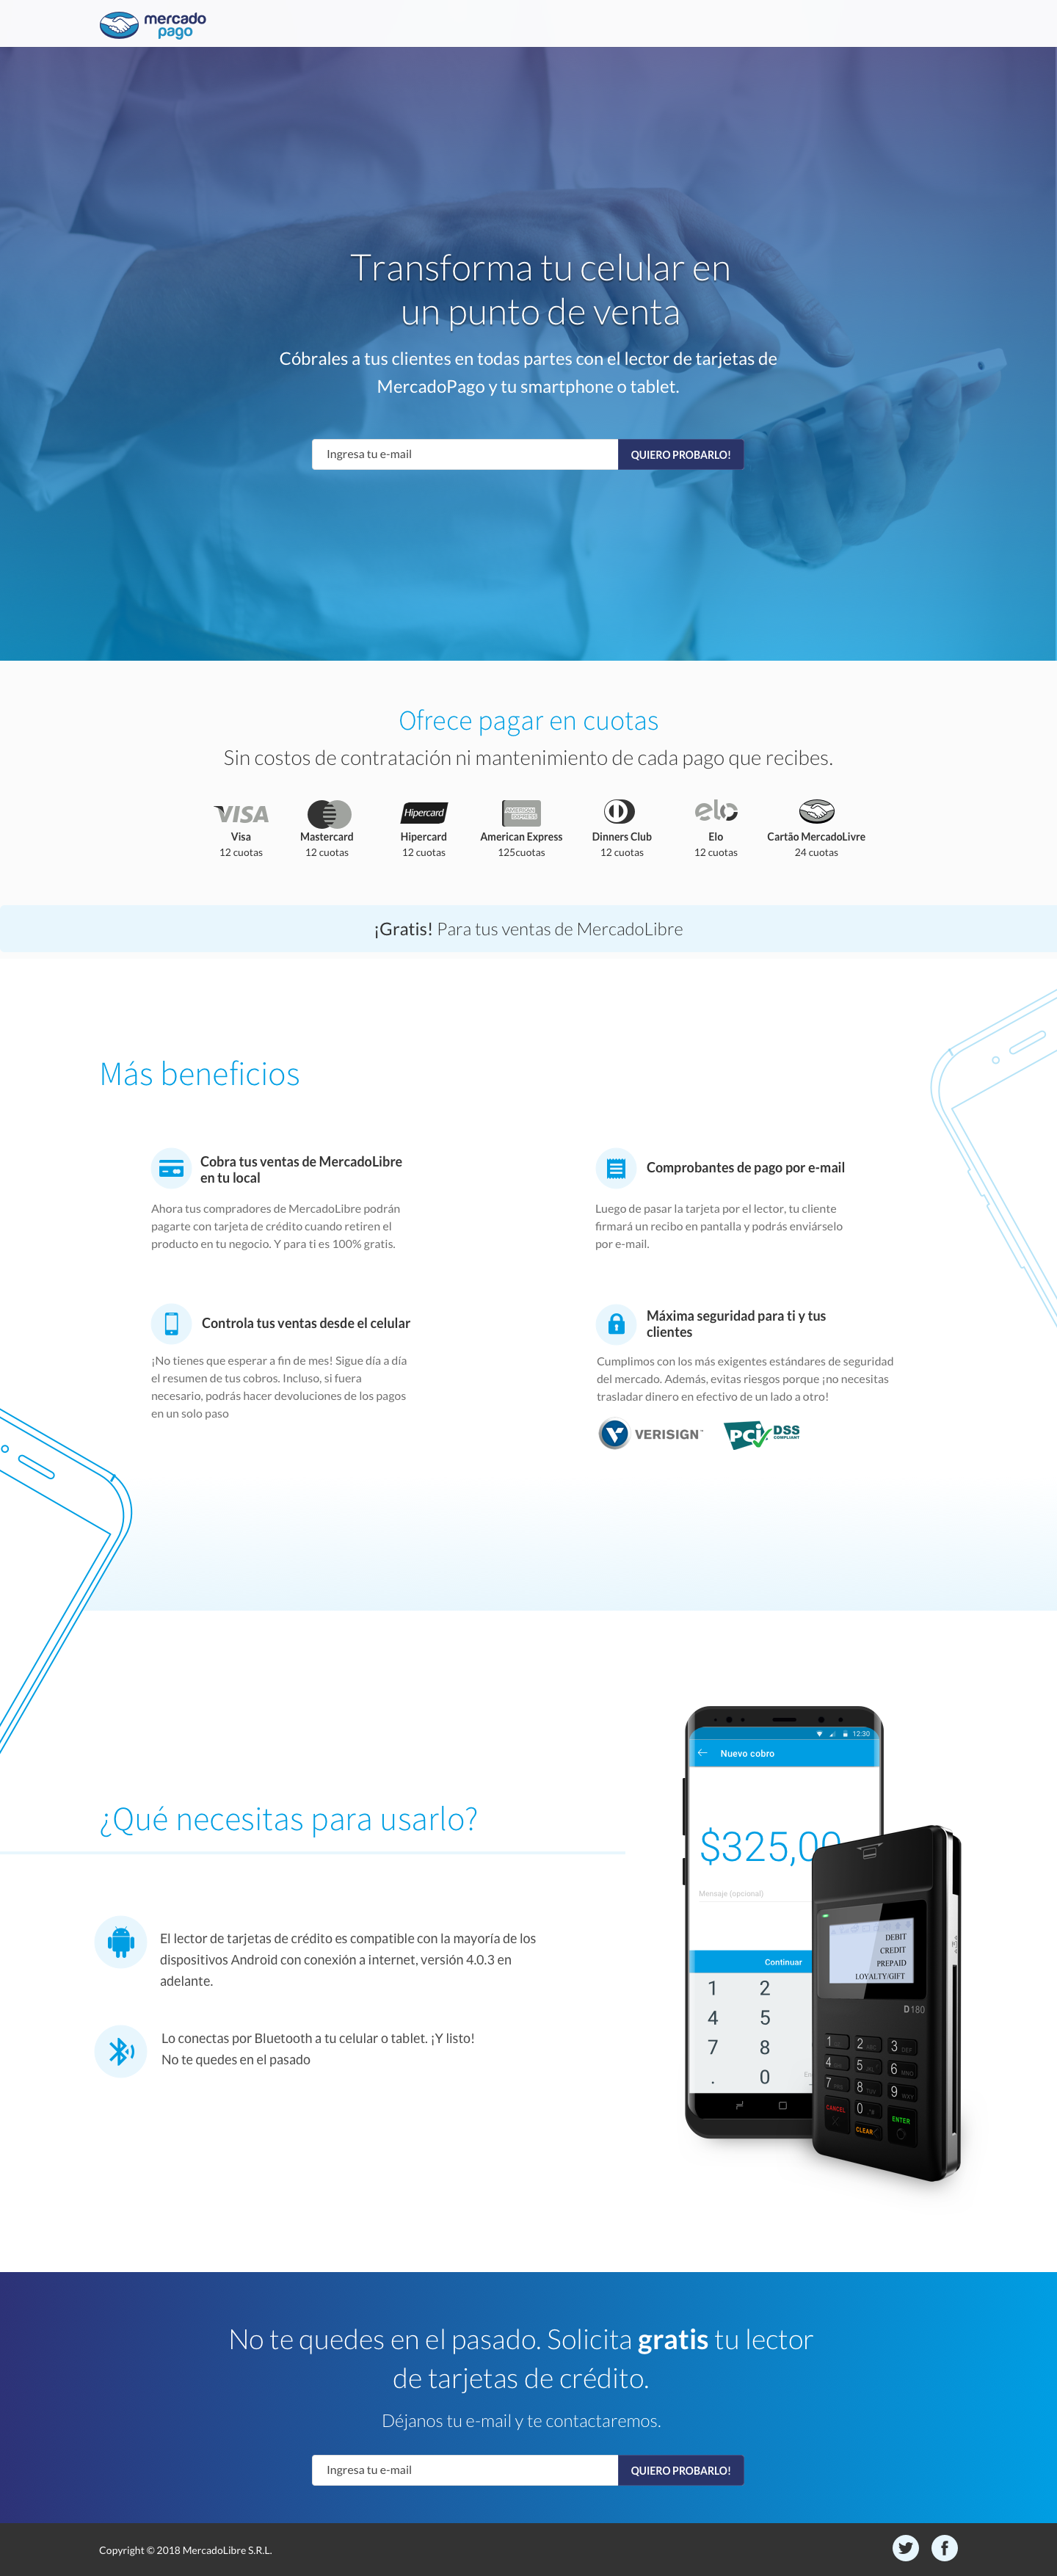 mercado
pago
Transforma tu celular en
un punto de venta
Cóbrales a tus clientes en todas partes con el lector de tarjetas de
MercadoPago y tu smartphone o tablet.
Ingresa tu e-mail
QUIERO PROBARLO!
Ofrece pagar en cuotas
Sin costos de contratación ni mantenimiento de cada pago que recibes.
VISA
Hipercard
AMERICAN
EXPRESS
elo
Visa
Mastercard
Hipercard
American Express
Dinners Club
Elo
Cartão MercadoLivre
12 cuotas
12 cuotas
12 cuotas
125cuotas
12 cuotas
12 cuotas
24 cuotas
¡Gratis! Para tus ventas de MercadoLibre
Más beneficios
Cobra tus ventas de MercadoLibre
en tu local
Ahora tus compradores de MercadoLibre podrán
pagarte con tarjeta de crédito cuando retiren el
producto en tu negocio. Y para ti es 100% gratis.
Comprobantes de pago por e-mail
Luego de pasar la tarjeta por el lector, tu cliente
firmará un recibo en pantalla y podrás enviárselo
por e-mail.
Controla tus ventas desde el celular
¡No tienes que esperar a fin de mes! Sigue día a día
el resumen de tus cobros. Incluso, si fuera
necesario, podrás hacer devoluciones de los pagos
en un solo paso
Máxima seguridad para ti y tus
clientes
Cumplimos con los más exigentes estándares de seguridad
del mercado. Además, evitas riesgos porque ¡no necesitas
trasladar dinero en efectivo de un lado a otro!
VERISIGN™
PCi DSS
COMPLIANT
¿Qué necesitas para usarlo?
El lector de tarjetas de crédito es compatible con la mayoría de los
dispositivos Android con conexión a internet, versión 4.0.3 en
adelante.
Lo conectas por Bluetooth a tu celular o tablet. ¡Y listo!
No te quedes en el pasado
12:30
Nuevo cobro
$325,00
Mensaje (opcional)
Continuar
1 2
4 5
7 8
. 0
DEBIT
CREDIT
PREPAID
LOYALTY/GIFT
D180
1 2 ABC 3 DEF
4 GHI 5 JKL 6 MNO
7 PRS 8 TUV 9 WXY
CANCEL 0 ENTER
CLEAR
No te quedes en el pasado. Solicita gratis tu lector
de tarjetas de crédito.
Déjanos tu e-mail y te contactaremos.
Ingresa tu e-mail
QUIERO PROBARLO!
Copyright © 2018 MercadoLibre S.R.L.